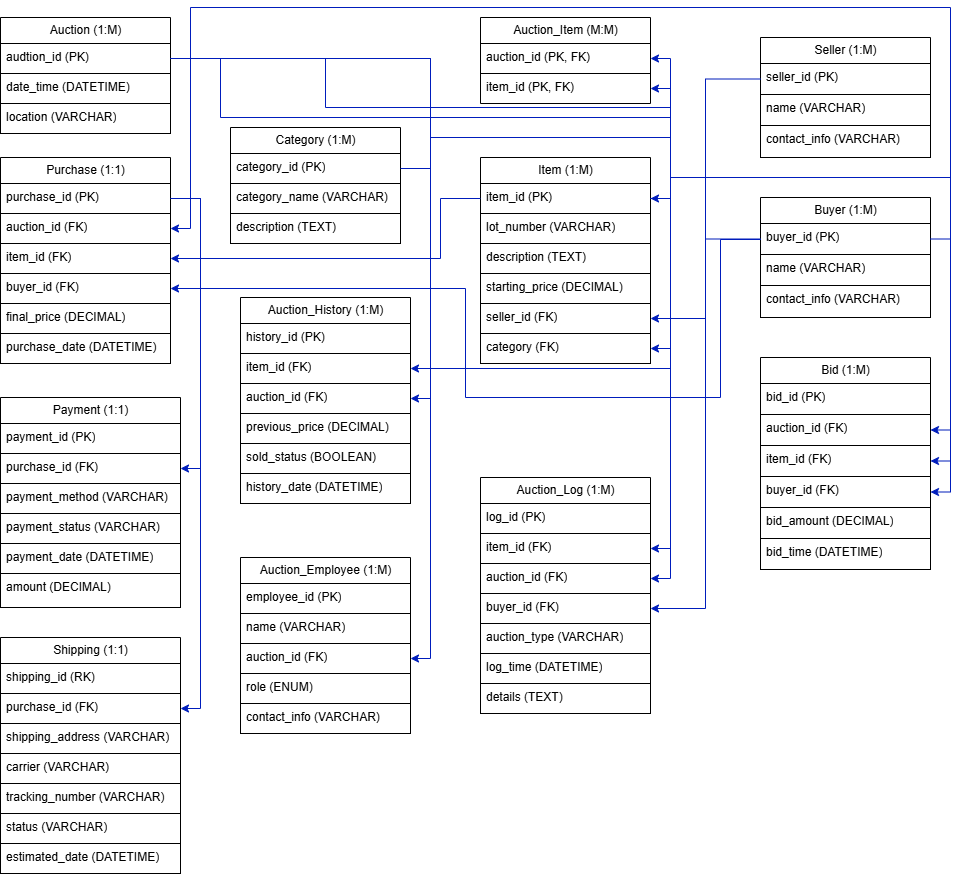 Auction (1:M)
audtion_id (PK)
date_time (DATETIME)
location (VARCHAR)
Purchase (1:1)
purchase_id (PK)
auction_id (FK)
item_id (FK)
buyer_id (FK)
final_price (DECIMAL)
purchase_date (DATETIME)
Payment (1:1)
payment_id (PK)
purchase_id (FK)
payment_method (VARCHAR)
payment_status (VARCHAR)
payment_date (DATETIME)
amount (DECIMAL)
Shipping (1:1)
shipping_id (RK)
purchase_id (FK)
shipping_address (VARCHAR)
carrier (VARCHAR)
tracking_number (VARCHAR)
status (VARCHAR)
estimated_date (DATETIME)
Category (1:M)
category_id (PK)
category_name (VARCHAR)
description (TEXT)
Auction_History (1:M)
history_id (PK)
item_id (FK)
auction_id (FK)
previous_price (DECIMAL)
sold_status (BOOLEAN)
history_date (DATETIME)
Auction_Employee (1:M)
employee_id (PK)
name (VARCHAR)
auction_id (FK)
role (ENUM)
contact_info (VARCHAR)
Auction_Item (M:M)
auction_id (PK, FK)
item_id (PK, FK)
Item (1:M)
item_id (PK)
lot_number (VARCHAR)
description (TEXT)
starting_price (DECIMAL)
seller_id (FK)
category (FK)
Auction_Log (1:M)
log_id (PK)
item_id (FK)
auction_id (FK)
buyer_id (FK)
auction_type (VARCHAR)
log_time (DATETIME)
details (TEXT)
Seller (1:M)
seller_id (PK)
name (VARCHAR)
contact_info (VARCHAR)
Buyer (1:M)
buyer_id (PK)
name (VARCHAR)
contact_info (VARCHAR)
Bid (1:M)
bid_id (PK)
auction_id (FK)
item_id (FK)
buyer_id (FK)
bid_amount (DECIMAL)
bid_time (DATETIME)